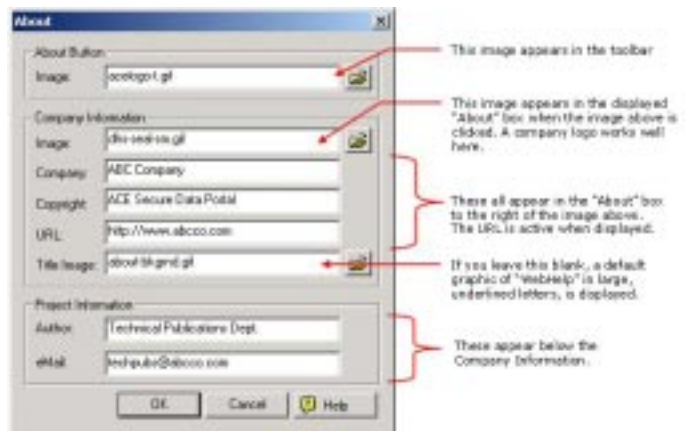 About
About Button
Image:
This image appears in the toolbar
Company Information
Image:
This image appears in the displayed
"About" box when the image above is
clicked. A company logo works well
here.
Company:
ABC Company
Copyright:
ACE Secure Data Portal
URL:
http://www.abcco.com
These all appear in the "About" box
to the right of the image above.
The URL is active when displayed.
Title Image:
If you leave this blank, a default
graphic of "WebHelp" in large,
underlined letters, is displayed.
Project Information
Author:
Technical Publications Dept.
eMail:
techpubs@abcco.com
These appear below the
Company Information.
OK
Cancel
Help